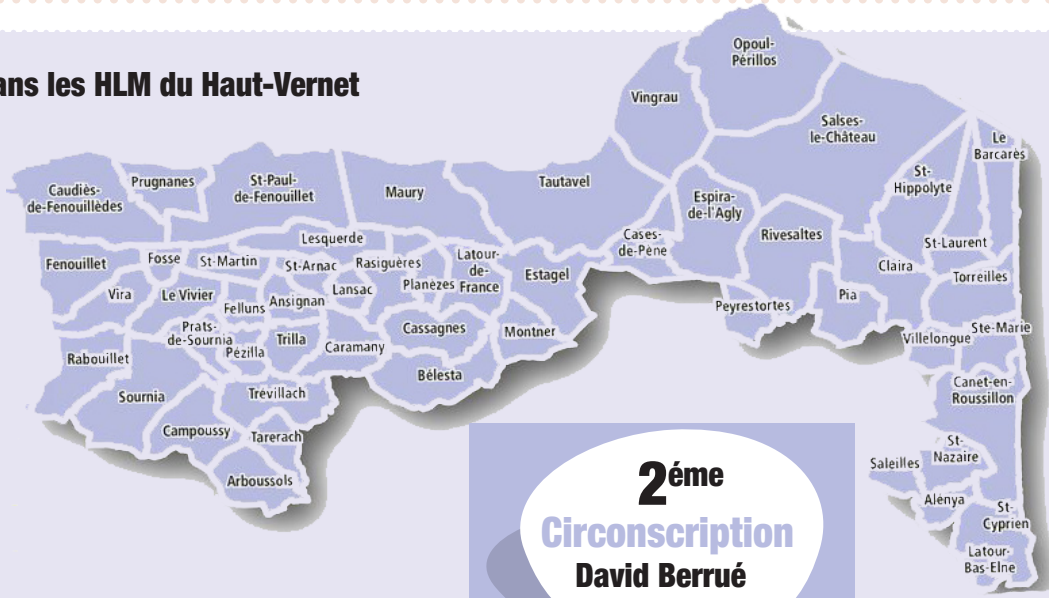 ans les HLM du Haut-Vernet
Opoul-
Périllos
Vingrau
Salses-
le-Château
Le
Barcarès
St-
Hippolyte
Caudiès-
de-Fenouillèdes
Prugnanes
St-Paul-
de-Fenouillet
Maury
Tautavel
Espira-
de-l'Agly
Cases-
de-Pène
Rivesaltes
St-Laurent
Claira
Torreilles
Fenouillet
Fosse
St-Martin
Lesquerde
St-Arnac
Rasiguères
Latour-
de-
France
Estagel
Vira
Le Vivier
Felluns
Ansignan
Lansac
Planèzes
Peyrestortes
Pia
Prats-
de-Sournia
Pézilla
Trilla
Caramany
Cassagnes
Montner
Villelongue
Ste-Marie
Rabouillet
Bélesta
Sournia
Trévillach
Canet-en-
Roussillon
Campoussy
Tarerach
Arboussols
St-
Nazaire
Saleilles
Alénya
St-
Cyprien
Latour-
Bas-Elne
2éme
Circonscription
David Berrué